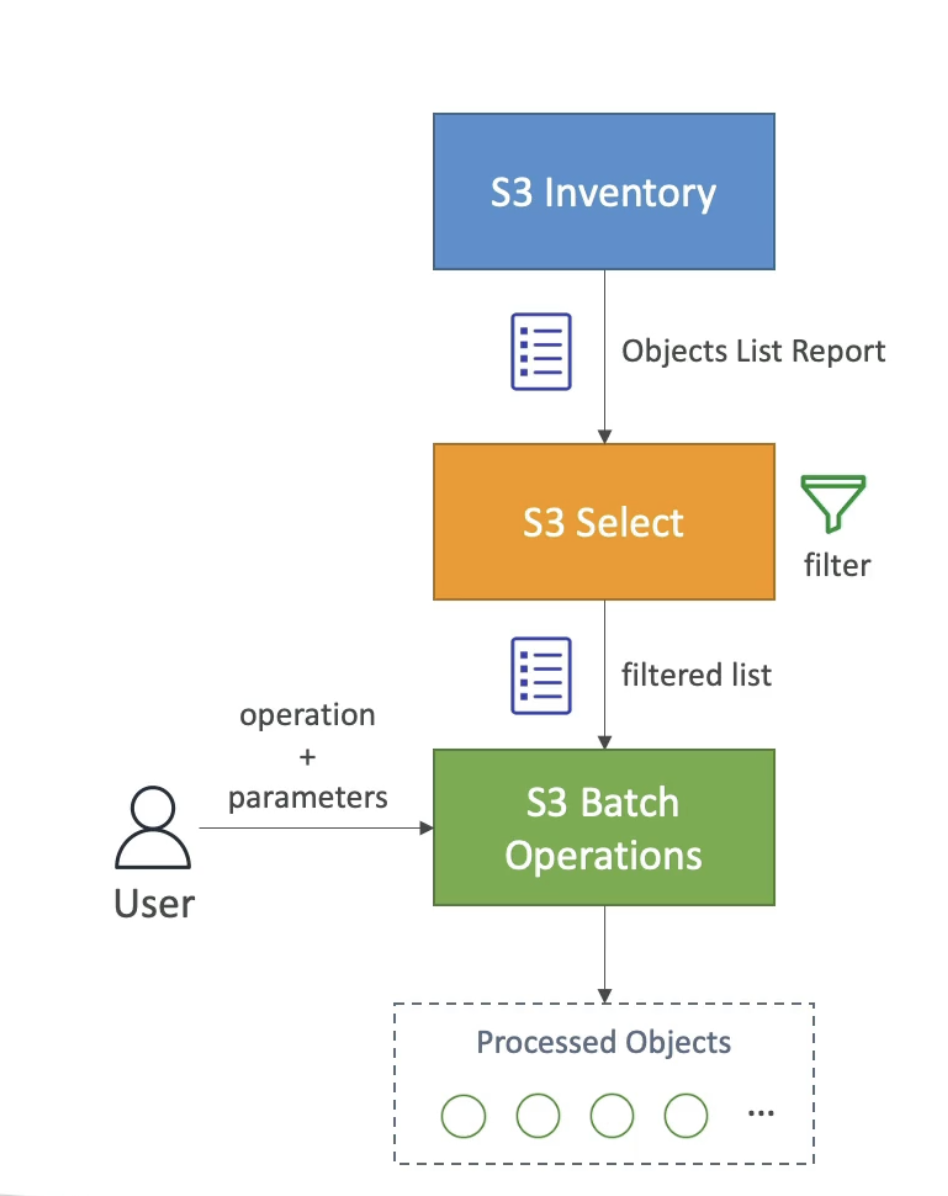 S3 Inventory
Objects List Report
S3 Select
filter
filtered list
operation
+
parameters
User
S3 Batch
Operations
Processed Objects
...